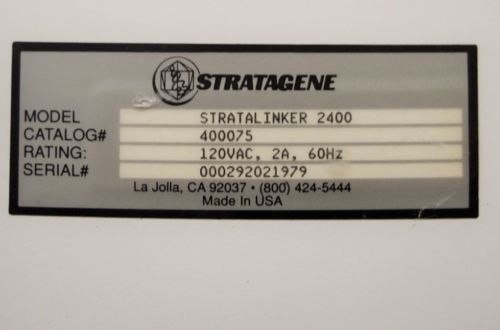 STRATAGENE
MODEL STRATALINKER 2400
CATALOG# 400075
RATING: 120VAC, 2A, 60Hz
SERIAL# 000292021979
La Jolla, CA 92037 • (800) 424-5444
Made In USA